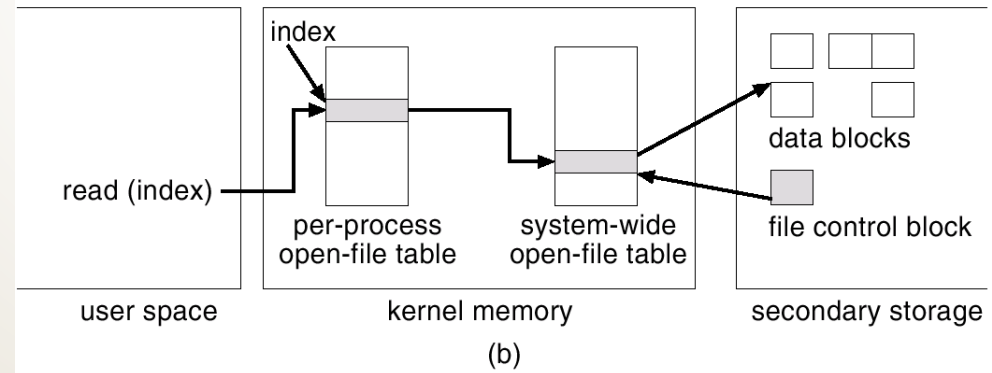 index
read (index)
per-process
open-file table
system-wide
open-file table
data blocks
file control block
user space
kernel memory
secondary storage
(b)